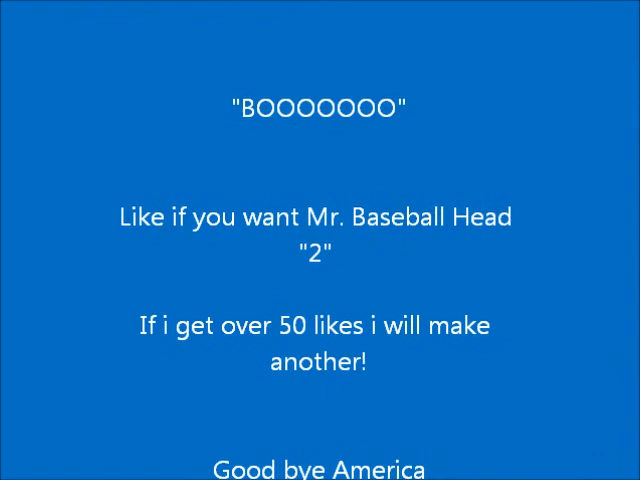 "BOOOOOOO"
Like if you want Mr. Baseball Head
"2"
If i get over 50 likes i will make
another!
Good bye America